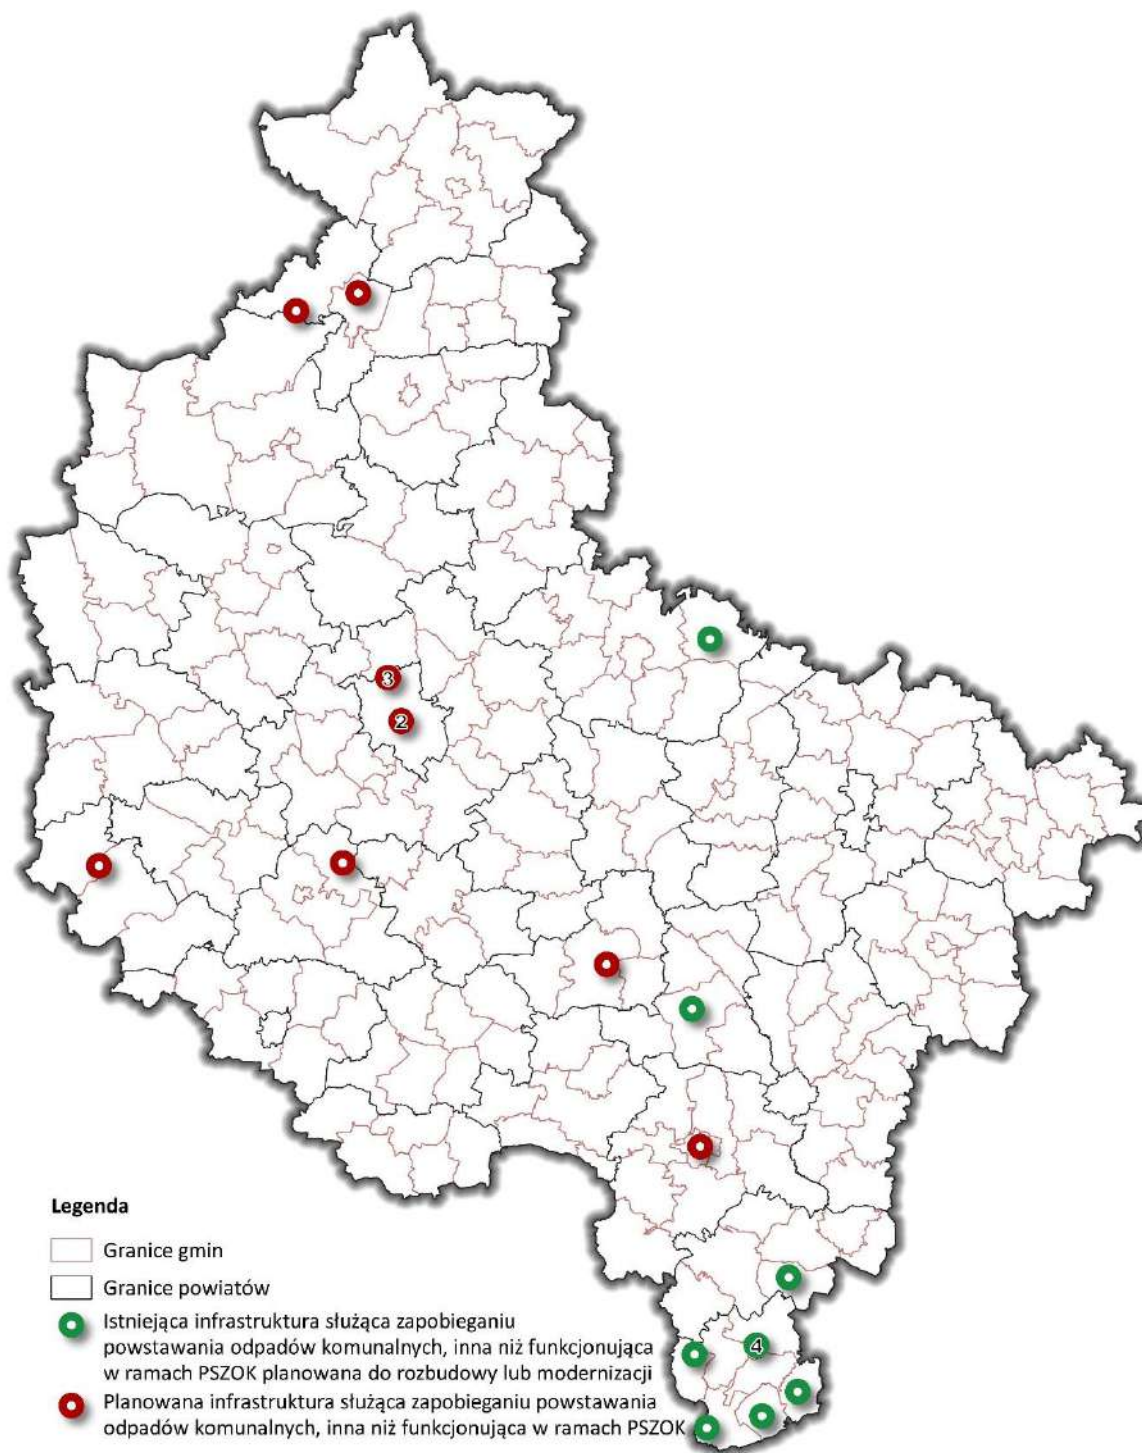 3
2
4
Legenda
Granice gmin
Granice powiatów
Istniejąca infrastruktura służąca zapobieganiu
powstawania odpadów komunalnych, inna niż funkcjonująca
w ramach PSZOK planowana do rozbudowy lub modernizacji
Planowana infrastruktura służąca zapobieganiu powstawania
odpadów komunalnych, inna niż funkcjonująca w ramach PSZOK